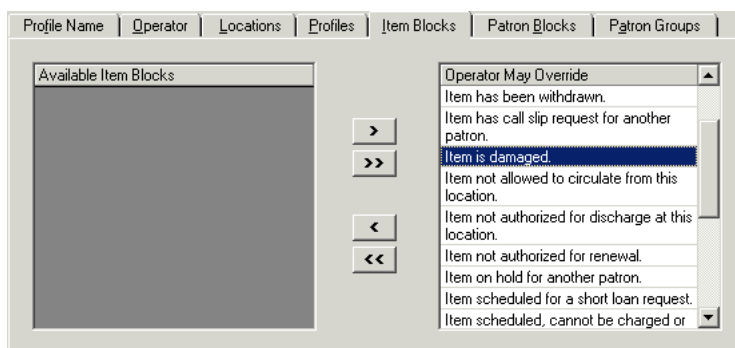 Profile Name Operator Locations Profiles Item Blocks Patron Blocks Patron Groups
Available Item Blocks
>
>>
<
<<
Operator May Override
Item has been withdrawn.
Item has call slip request for another
patron.
Item is damaged.
Item not allowed to circulate from this
location.
Item not authorized for discharge at this
location.
Item not authorized for renewal.
Item on hold for another patron.
Item scheduled for a short loan request.
Item scheduled, cannot be charged or